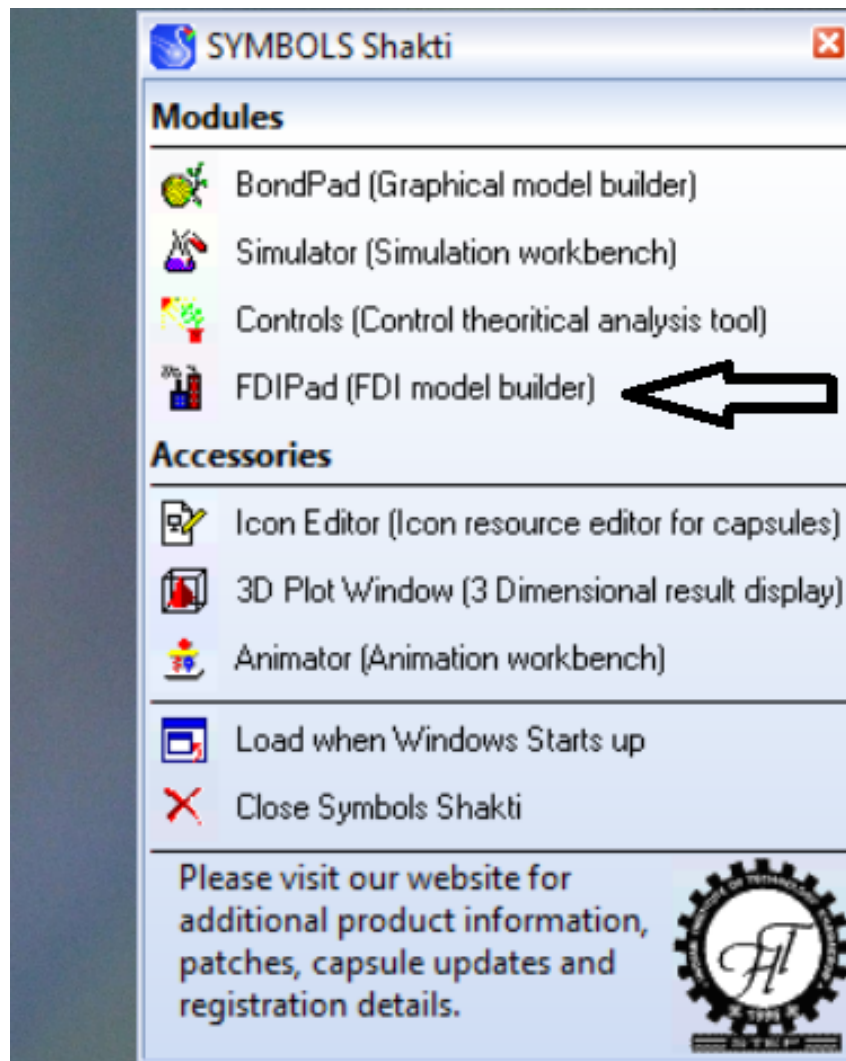 SYMBOLS Shakti
Modules
BondPad (Graphical model builder)
Simulator (Simulation workbench)
Controls (Control theoritical analysis tool)
FDIPad (FDI model builder)
Accessories
Icon Editor (Icon resource editor for capsules)
3D Plot Window (3 Dimensional result display)
Animator (Animation workbench)
Load when Windows Starts up
Close Symbols Shakti
Please visit our website for
additional product information,
patches, capsule updates and
registration details.